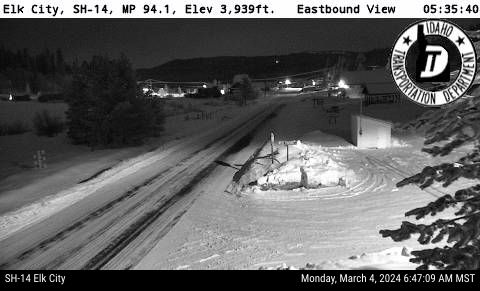 Elk City, SH-14, MP 94.1, Elev 3,939ft. Eastbound View 05:35:40
IDAHO
TRANSPORTATION DEPARTMENT
SH-14 Elk City Monday, March 4, 2024 6:47:09 AM MST